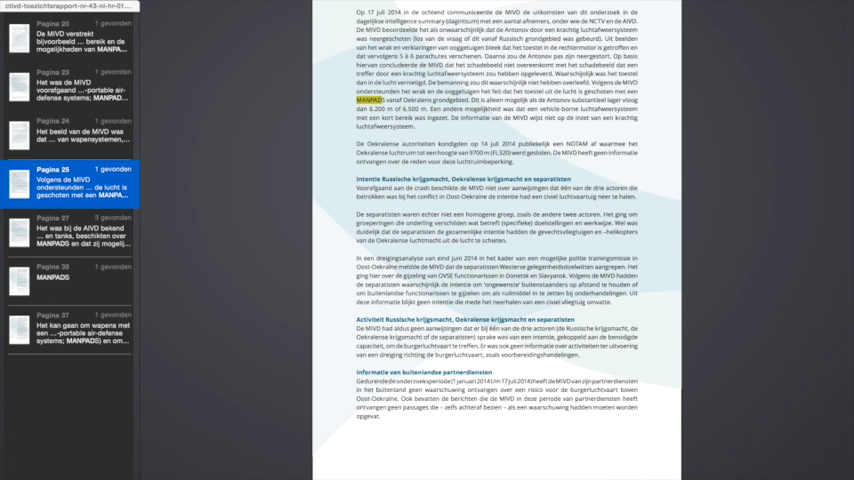 ctivd-toezichtsrapport-nr-43-nl-hr-01...
Pagina 20 1 gevonden
De MIVD verstrekt
bijvoorbeeld ... bereik en de
mogelijkheden van MANPA...
Pagina 23 1 gevonden
Het was de MIVD
voorafgaand ...-portable air-
defense systems; MANPAD...
Pagina 24 1 gevonden
Het beeld van de MIVD was
dat ... van wapensystemen,...
Pagina 25 1 gevonden
Volgens de MIVD
ondersteunden ... de lucht is
geschoten met een MANPA...
Pagina 27 3 gevonden
Het was bij de AIVD bekend
... en tanks, beschikten over
MANPADS en dat zij mogelij...
Pagina 35 1 gevonden
MANPADS
Pagina 37 1 gevonden
Het kan gaan om wapens met
een ...-portable air-defense
systems; MANPADS) en om...
Op 17 juli 2014 in de ochtend communiceerde de MIVD de uitkomsten van dit onderzoek in de
dagelijkse intelligence summary (dagintsum) met een aantal afnemers, onder wie de NCTV en de AIVD.
De MIVD beoordeelde het als onwaarschijnlijk dat de Antonov door een krachtig luchtafweersysteem
was neergeschoten (los van de vraag of dit vanaf Russisch grondgebied was gebeurd). Uit beelden
van het wrak en verklaringen van ooggetuigen bleek dat het toestel in de rechtermotor is getroffen en
dat vervolgens 5 à 6 parachutes verschenen. Daarna zou de Antonov pas zijn neergestort. Op basis
hiervan concludeerde de MIVD dat het schadebeeld niet overeenkomt met het schadebeeld dat een
treffer door een krachtig luchtafweersysteem zou hebben opgeleverd. Waarschijnlijk was het toestel
dan in de lucht vernietigd. De bemanning zou dit waarschijnlijk niet hebben overleefd. Volgens de MIVD
ondersteunden het wrak en de ooggetuigen het feit dat het toestel uit de lucht is geschoten met een
MANPADS vanaf Oekraïens grondgebied. Dit is alleen mogelijk als de Antonov substantieel lager vloog
dan 6.200 m of 6.500 m. Een andere mogelijkheid was dat een vehicle-borne luchtafweersysteem
met een kort bereik was ingezet. De informatie van de MIVD wijst niet op de inzet van een krachtig
luchtafweersysteem.
De Oekraïense autoriteiten kondigden op 14 juli 2014 publiekelijk een NOTAM af waarmee het
Oekraïense luchtruim tot een hoogte van 9700 m (FL320) werd gesloten. De MIVD heeft geen informatie
ontvangen over de reden voor deze luchtruimbeperking.
Intentie Russische krijgsmacht, Oekraïense krijgsmacht en separatisten
Voorafgaand aan de crash beschikte de MIVD niet over aanwijzingen dat één van de drie actoren die
betrokken was bij het conflict in Oost-Oekraïne de intentie had een civiel luchtvaartuig neer te halen.
De separatisten waren echter niet een homogene groep, zoals de andere twee actoren. Het ging om
groeperingen die onderling verschilden wat betreft (specifieke) doelstellingen en werkwijze. Wel was
duidelijk dat de separatisten de gezamenlijke intentie hadden de gevechtsvliegtuigen en –helikopters
van de Oekraïense luchtmacht uit de lucht te schieten.
In een dreigingsanalyse van eind juni 2014 in het kader van een mogelijke politie trainingsmissie in
Oost-Oekraïne meldde de MIVD dat de separatisten Westerse gelegenheidsdoelwitten aangrepen. Het
ging hier over de gijzeling van OVSE functionarissen in Donetsk en Slavyansk. Volgens de MIVD hadden
de separatisten waarschijnlijk de intentie om 'ongewenste' buitenstaanders op afstand te houden of
om buitenlandse functionarissen te gijzelen om als ruilmiddel in te zetten bij onderhandelingen. Uit
deze informatie blijkt geen intentie die mede het neerhalen van een civiel vliegtuig omvatte.
Activiteit Russische krijgsmacht, Oekraïense krijgsmacht en separatisten
De MIVD had aldus geen aanwijzingen dat er bij één van de drie actoren (de Russische krijgsmacht, de
Oekraïense krijgsmacht of de separatisten) sprake was van een intentie, gekoppeld aan de benodigde
capaciteit, om de burgerluchtvaart te treffen. Er was ook geen informatie over activiteiten ter uitvoering
van een dreiging richting de burgerluchtvaart, zoals voorbereidingshandelingen.
Informatie van buitenlandse partnerdiensten
Gedurende de onderzoeksperiode (1 januari 2014 t/m 17 juli 2014) heeft de MIVD van zijn partnerdiensten
in het buitenland geen waarschuwing ontvangen over een risico voor de burgerluchtvaart boven
Oost-Oekraïne. Ook bevatten de berichten die de MIVD in deze periode van partnerdiensten heeft
ontvangen geen passages die – zelfs achteraf bezien – als een waarschuwing hadden moeten worden
opgevat.